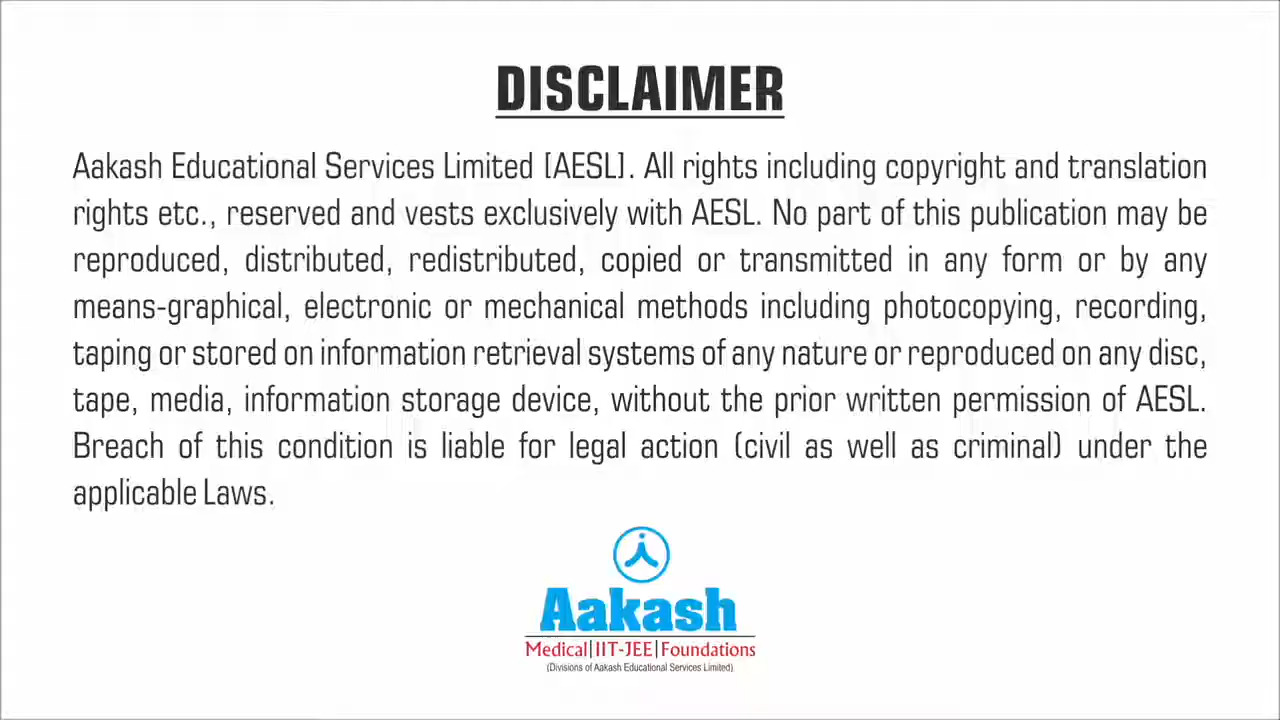 DISCLAIMER
Aakash Educational Services Limited [AESL]. All rights including copyright and translation
rights etc., reserved and vests exclusively with AESL. No part of this publication may be
reproduced, distributed, redistributed, copied or transmitted in any form or by any
means-graphical, electronic or mechanical methods including photocopying, recording,
taping or stored on information retrieval systems of any nature or reproduced on any disc,
tape, media, information storage device, without the prior written permission of AESL.
Breach of this condition is liable for legal action (civil as well as criminal) under the
applicable Laws.
Aakash
Medical|IIT-JEE|Foundations
(Divisions of Aakash Educational Services Limited)